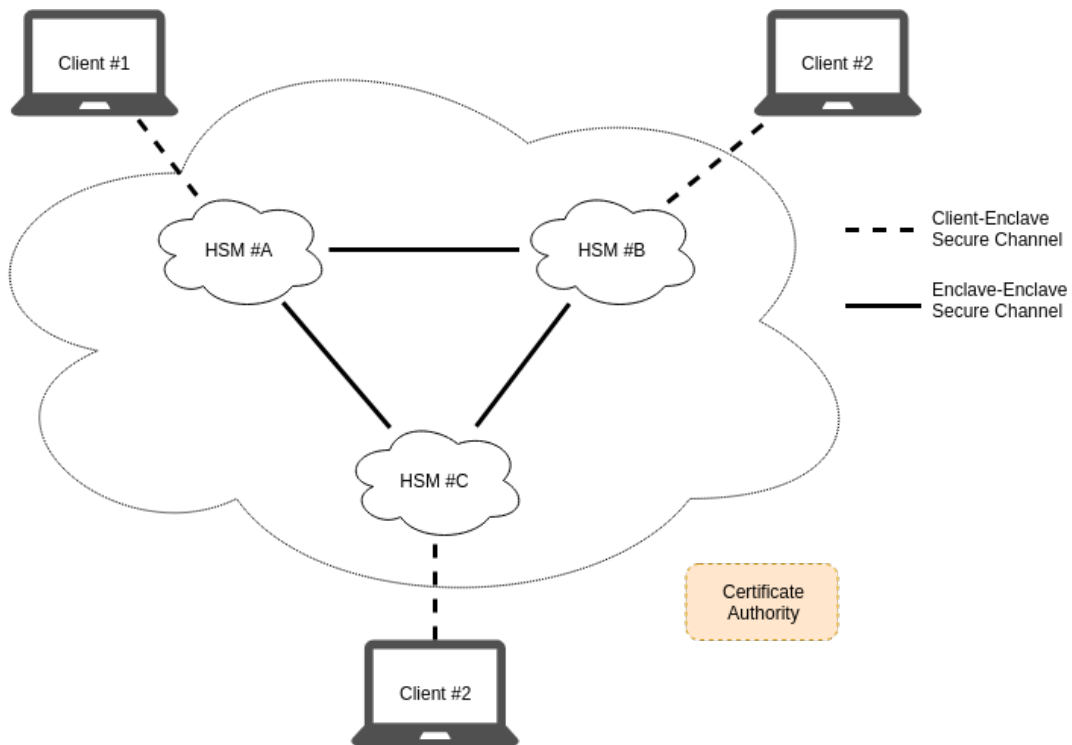 Client #1
Client #2
Client-Enclave
Secure Channel
HSM #A
HSM #B
Enclave-Enclave
Secure Channel
HSM #C
Certificate
Authority
Client #2